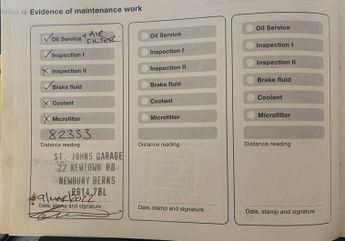 12 Evidence of maintenance work
Oil Service + AIR FILTER
Inspection I
Inspection II
Brake fluid
Coolant
Microfilter
82333
Distance reading
ST JOHNS GARAGE
22 NEWTOWN RD
NEWBURY BERKS
RG14 7BL
Date, stamp and signature
Oil Service
Inspection I
Inspection II
Brake fluid
Coolant
Microfilter
Distance reading
Date, stamp and signature
Oil Service
Inspection I
Inspection II
Brake fluid
Coolant
Microfilter
Distance reading
Date, stamp and signature